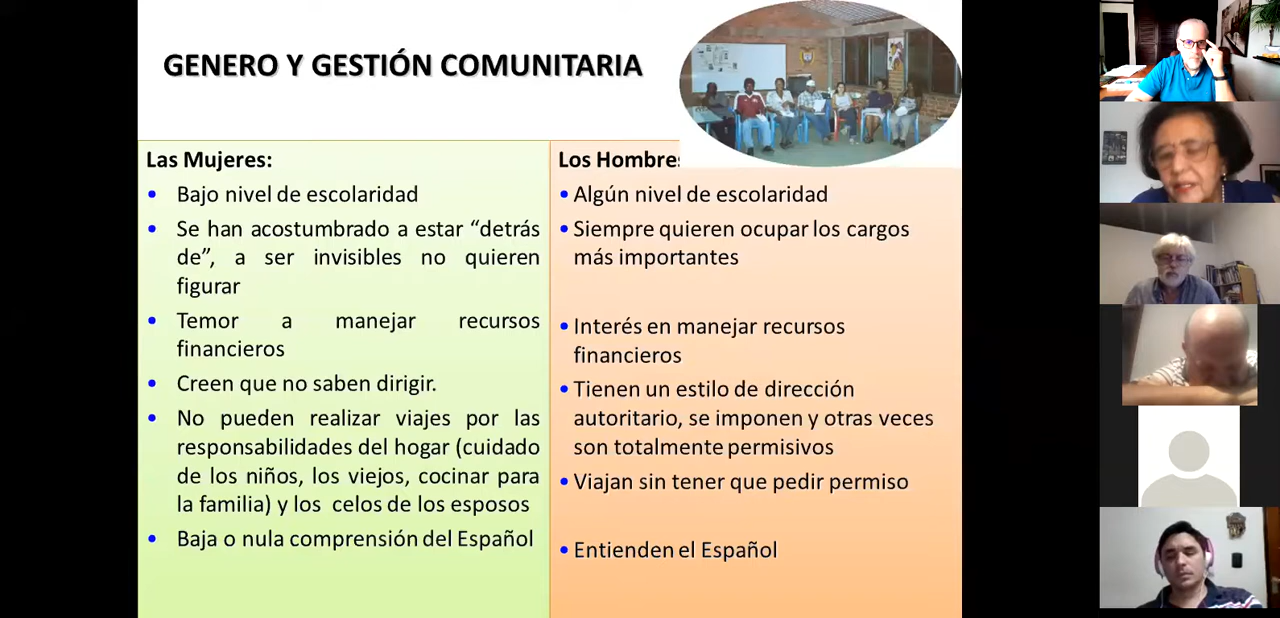 GENERO Y GESTIÓN COMUNITARIA
Las Mujeres:
• Bajo nivel de escolaridad
• Se han acostumbrado a estar “detrás
de”, a ser invisibles no quieren
figurar
• Temor a manejar recursos
financieros
• Creen que no saben dirigir.
• No pueden realizar viajes por las
responsabilidades del hogar (cuidado
de los niños, los viejos, cocinar para
la familia) y los celos de los esposos
• Baja o nula comprensión del Español
Los Hombres
• Algún nivel de escolaridad
• Siempre quieren ocupar los cargos
más importantes
• Interés en manejar recursos
financieros
• Tienen un estilo de dirección
autoritario, se imponen y otras veces
son totalmente permisivos
• Viajan sin tener que pedir permiso
• Entienden el Español